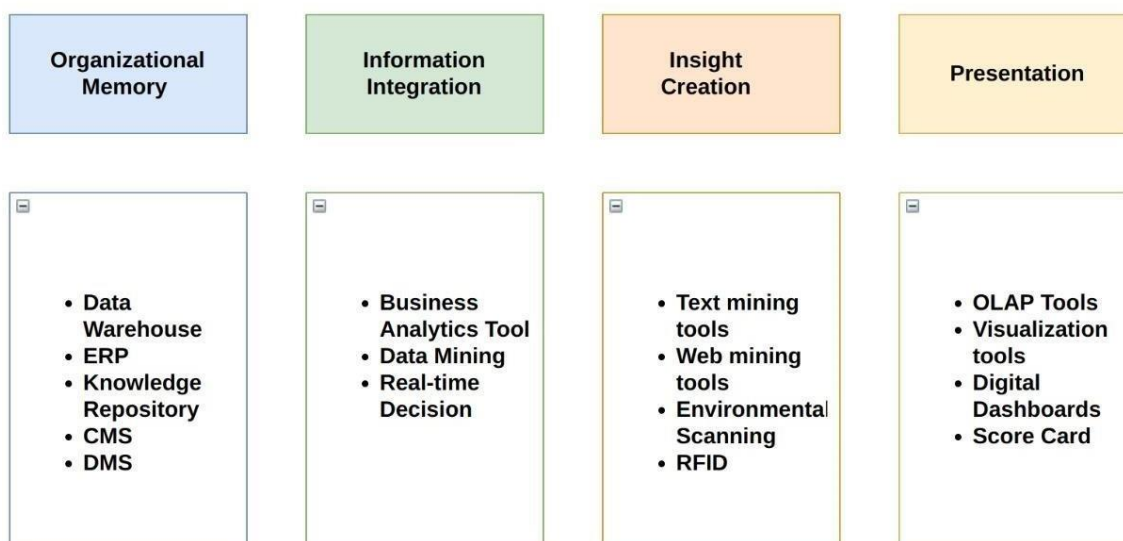 Organizational
Memory
Information
Integration
Insight
Creation
Presentation
• Data
Warehouse
• ERP
• Knowledge
Repository
• CMS
• DMS
• Business
Analytics Tool
• Data Mining
• Real-time
Decision
• Text mining
tools
• Web mining
tools
• Environmental
Scanning
• RFID
• OLAP Tools
• Visualization
tools
• Digital
Dashboards
• Score Card